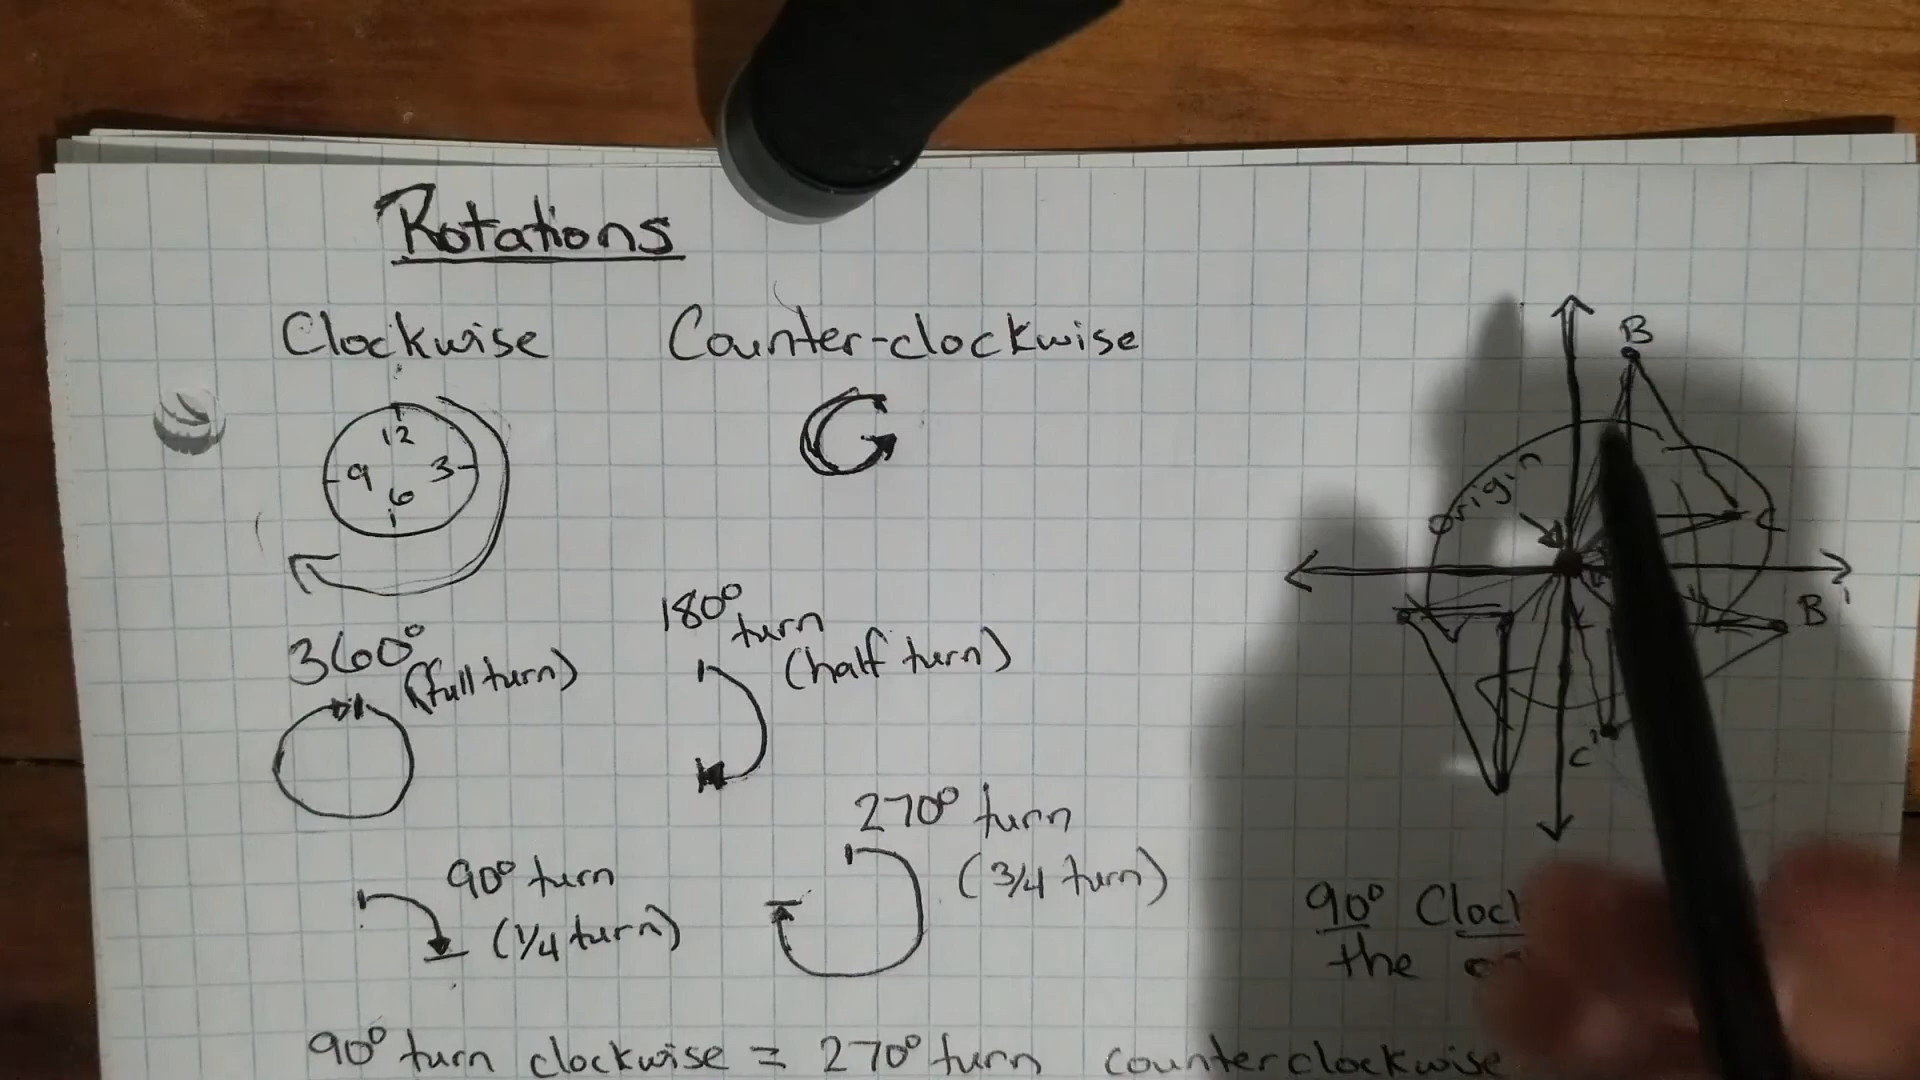 Rotations
Clockwise
Counter-clockwise
12
9 3
6
360°
(full turn)
180°
turn
(half turn)
90° turn
(1/4 turn)
270° turn
(3/4 turn)
90° turn clockwise = 270° turn counterclockwise
B
origin
C
B'
C'
90°
the